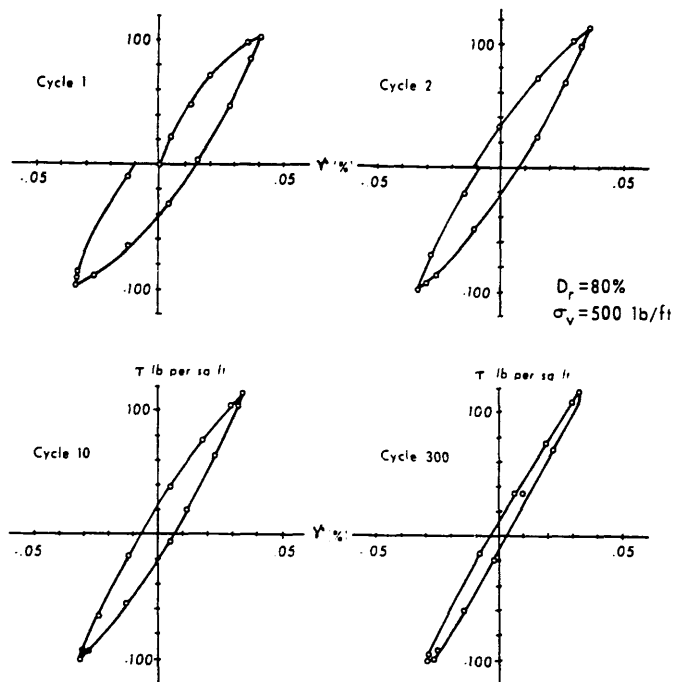 100
100
Cycle 1
Cycle 2
-.05
γ (%)
.05
-.05
.05
-.100
-.100
D_r = 80%
σ_v = 500 lb/ft
τ lb per sq ft
τ lb per sq ft
100
100
Cycle 10
Cycle 300
-.05
γ (%)
.05
-.05
.05
-.100
-.100